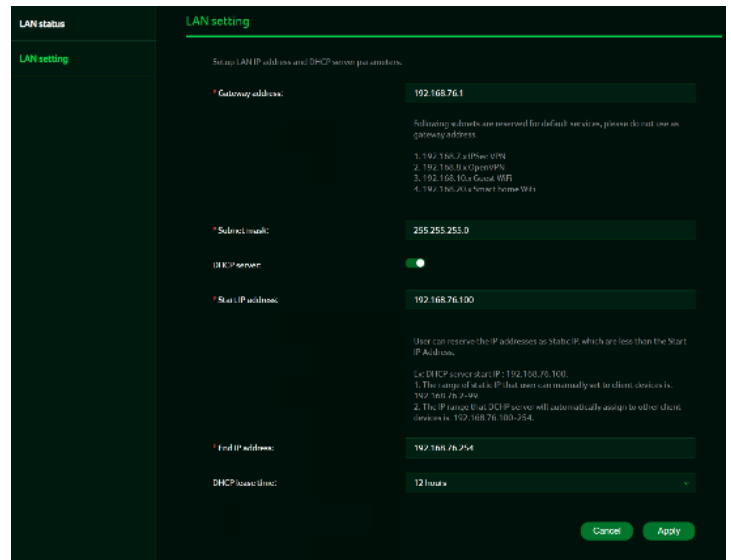 LAN status
LAN setting
LAN setting
Setup LAN IP address and DHCP server parameters.
* Gateway address:
192.168.76.1
Following subnets are reserved for default services, please do not use as
gateway address.
1. 192.168.7.x IPSec VPN
2. 192.168.8.x OpenVPN
3. 192.168.10.x Guest WiFi
4. 192.168.20.x Smart home WiFi
* Subnet mask:
255.255.255.0
DHCP server:
* Start IP address:
192.168.76.100
User can reserve the IP addresses as Static IP, which are less than the Start
IP Address.
Ex: DHCP server start IP : 192.168.76.100.
1. The range of static IP that user can manually set to client devices is:
192.168.76.2~99.
2. The IP range that DCHP server will automatically assign to other client
devices is: 192.168.76.100~254.
* End IP address:
192.168.76.254
DHCP lease time:
12 hours
Cancel
Apply